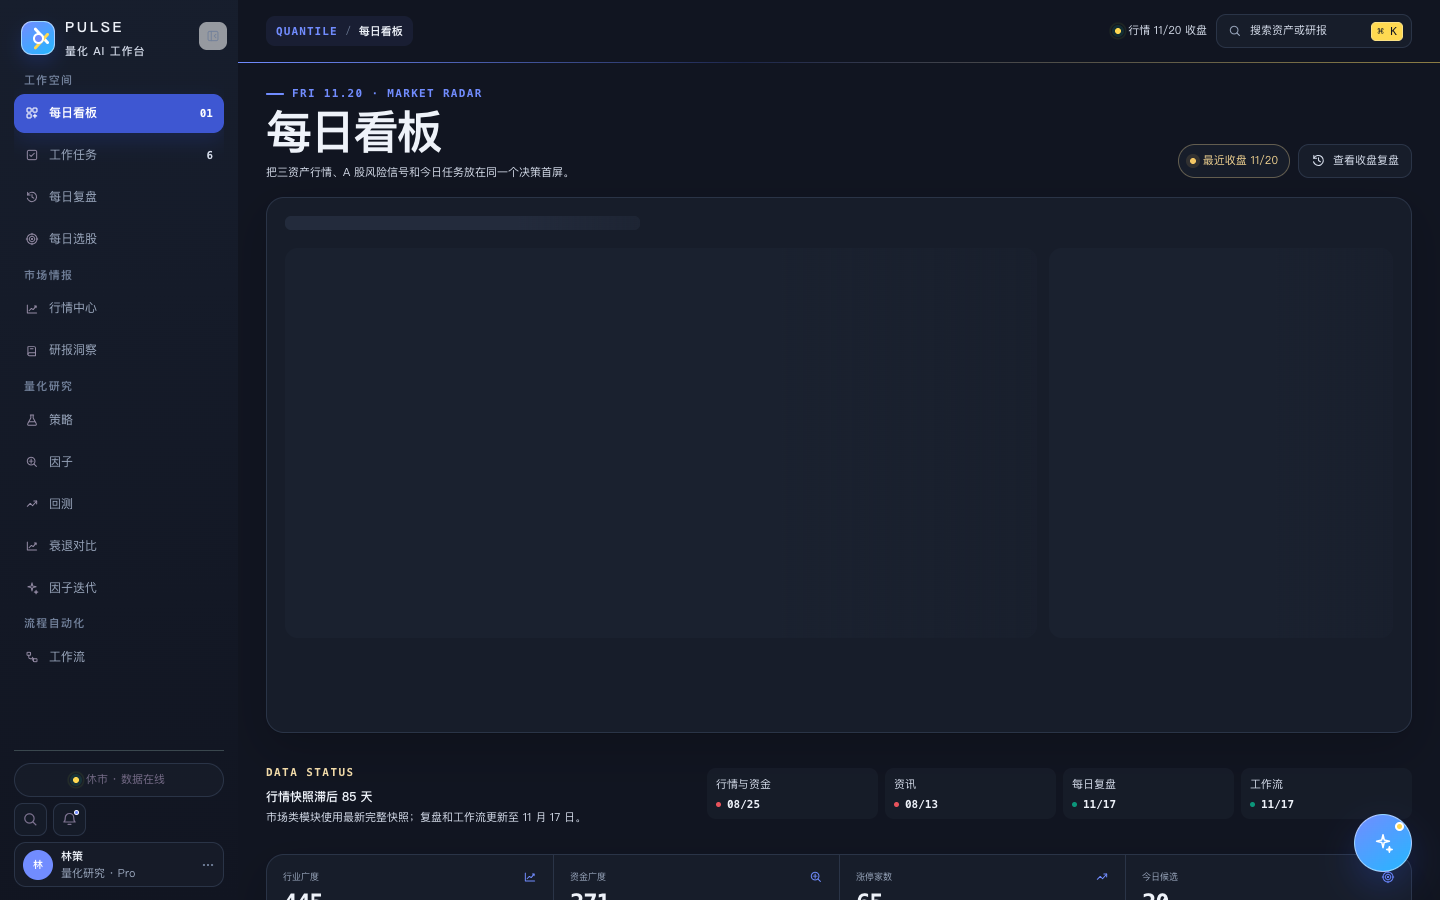 PULSE
量化 AI 工作台
工作空间
每日看板 01
工作任务 6
每日复盘
每日选股
市场情报
行情中心
研报洞察
量化研究
策略
因子
回测
衰退对比
因子迭代
流程自动化
工作流
休市 · 数据在线
林
林策
量化研究 · Pro
QUANTILE / 每日看板
行情 11/20 收盘
搜索资产或研报
⌘ K
FRI 11.20 · MARKET RADAR
每日看板
把三资产行情、A 股风险信号和今日任务放在同一个决策首屏。
最近收盘 11/20
查看收盘复盘
DATA STATUS
行情快照滞后 85 天
市场类模块使用最新完整快照；复盘和工作流更新至 11 月 17 日。
行情与资金
08/25
资讯
08/13
每日复盘
11/17
工作流
11/17
行业广度
445
资金广度
371
涨停家数
65
今日候选
20